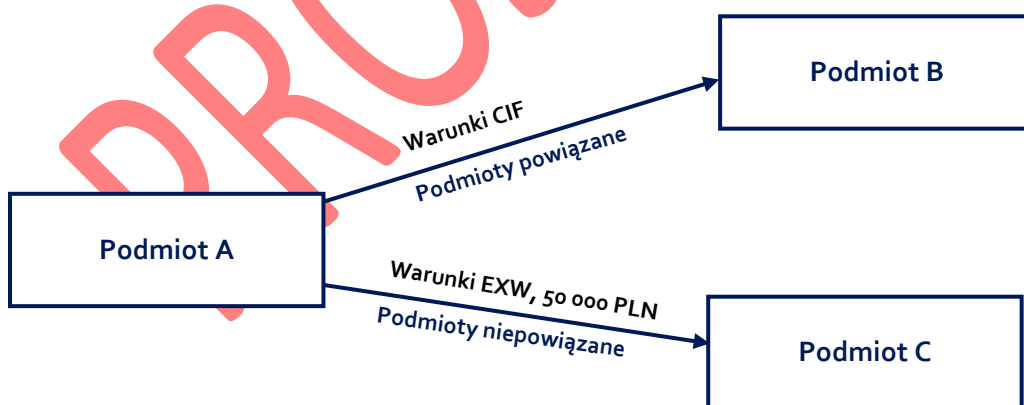 Podmiot B
Warunki CIF
Podmioty powiązane
Podmiot A
Warunki EXW, 50 000 PLN
Podmioty niepowiązane
Podmiot C